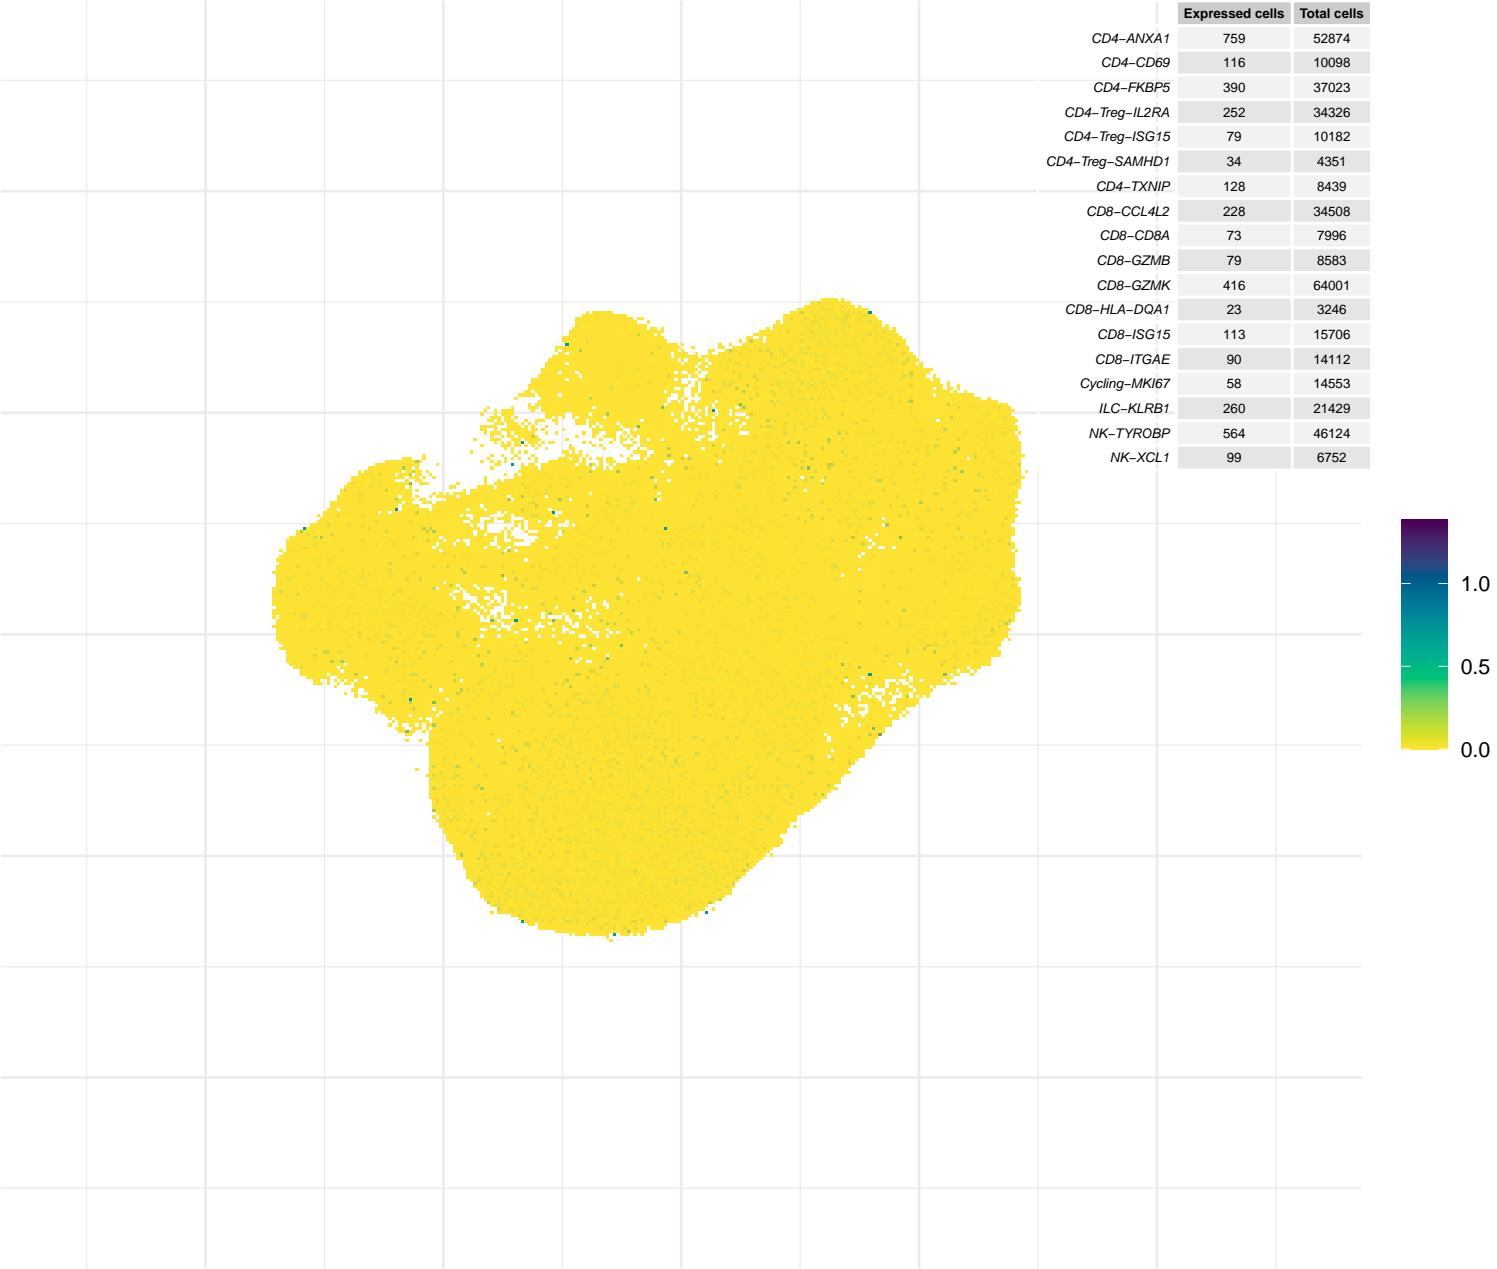 Expressed cells Total cells
CD4−ANXA1 759 52874
CD4−CD69 116 10098
CD4−FKBP5 390 37023
CD4−Treg−IL2RA 252 34326
CD4−Treg−ISG15 79 10182
CD4−Treg−SAMHD1 34 4351
CD4−TXNIP 128 8439
CD8−CCL4L2 228 34508
CD8−CD8A 73 7996
CD8−GZMB 79 8583
CD8−GZMK 416 64001
CD8−HLA−DQA1 23 3246
CD8−ISG15 113 15706
CD8−ITGAE 90 14112
Cycling−MKI67 58 14553
ILC−KLRB1 260 21429
NK−TYROBP 564 46124
NK−XCL1 99 6752
1.0
0.5
0.0